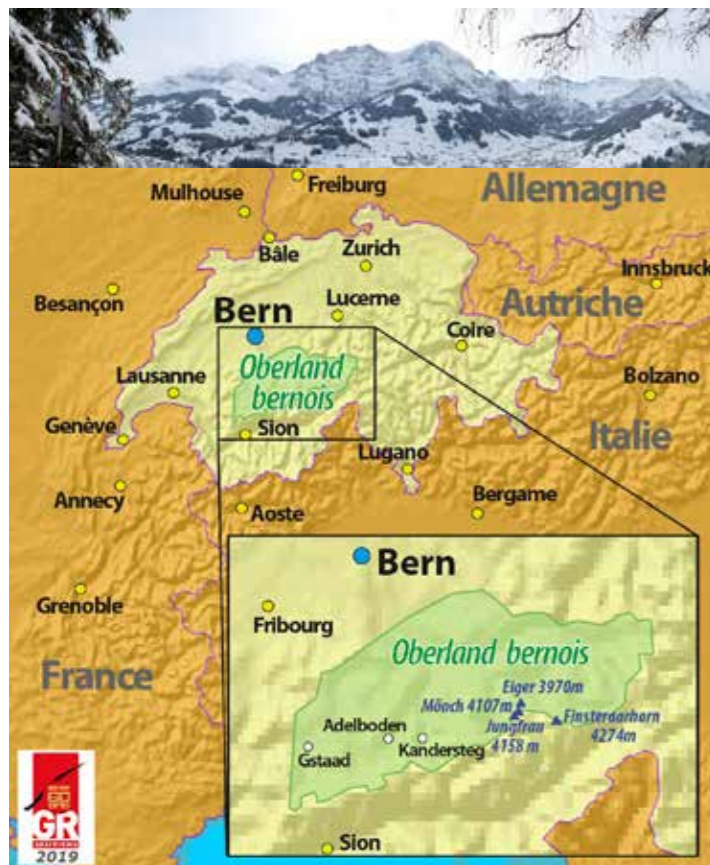 Freiburg
Allemagne
Mulhouse
Bâle
Zurich
Innsbruck
Besançon
Lucerne
Autriche
Bern
Coire
Oberland
bernois
Lausanne
Bolzano
Genève
Sion
Italie
Lugano
Annecy
Bergame
Aoste
Grenoble
France
Bern
Fribourg
Oberland bernois
Eiger 3970m
Mönch 4107m
Jungfrau
4158 m
Finsterdarhorn
4274m
Adelboden
Kandersteg
Gstaad
Sion
GR
2019